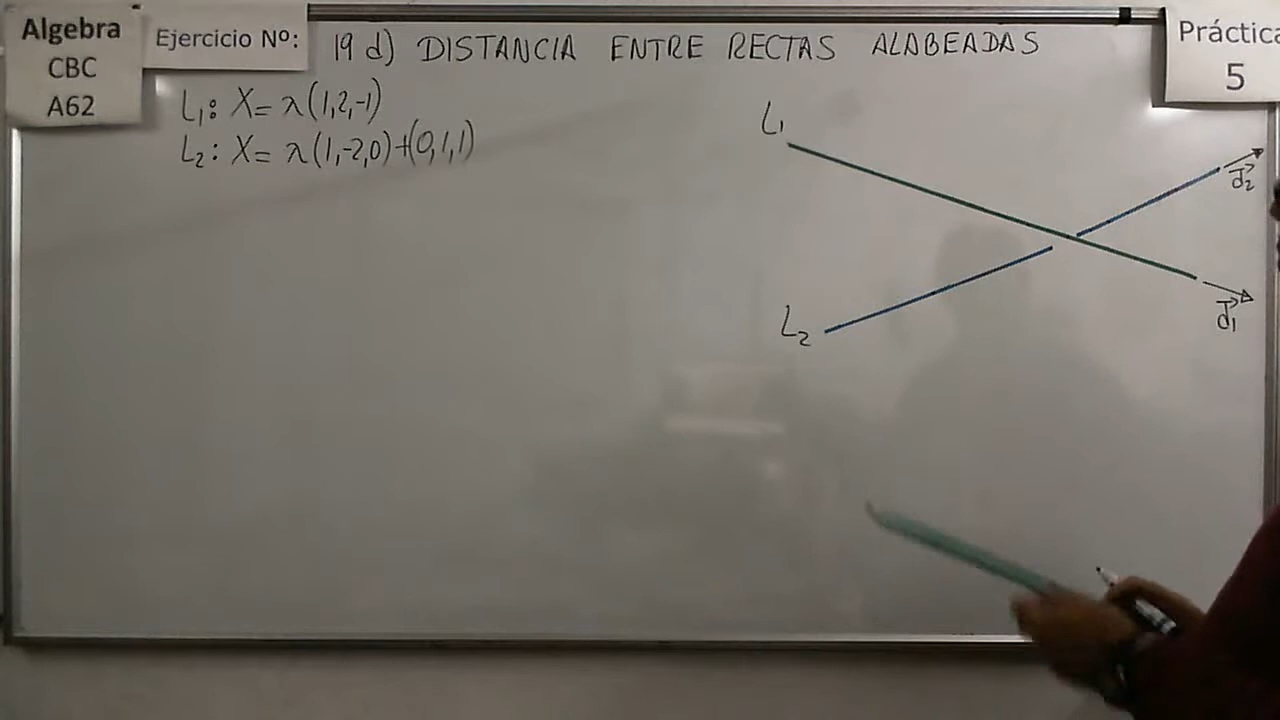 Algebra
CBC
A62
Ejercicio Nº:
19 d) DISTANCIA ENTRE RECTAS ALABEADAS
Práctica
5
L₁: X= λ(1,2,-1)
L₂: X= λ(1,-2,0)+(0,1,1)
L₁
d₂
L₂
d₁